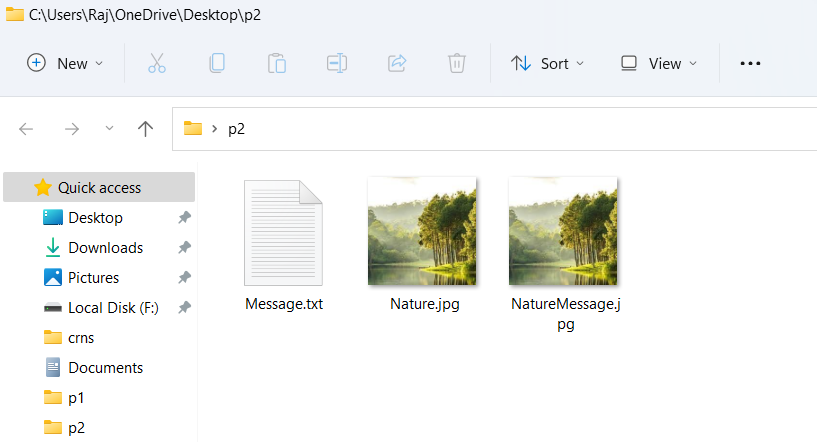 C:\Users\Raj\OneDrive\Desktop\p2
New Sort View
p2
Quick access
Desktop
Downloads
Pictures
Local Disk (F:)
crns
Documents
p1
p2
Message.txt
Nature.jpg
NatureMessage.j
pg